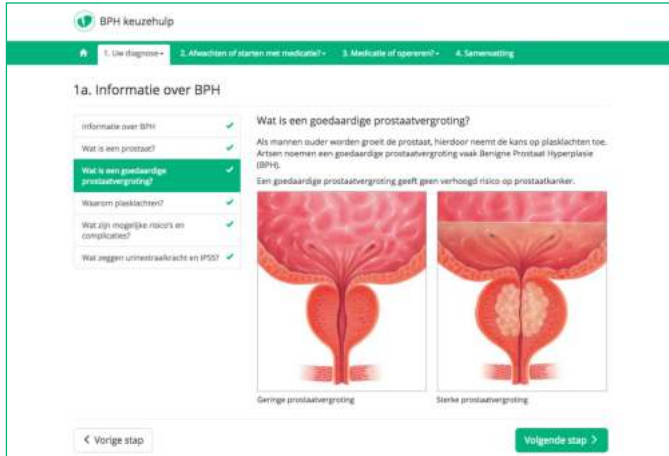 BPH keuzehulp
1. Uw diagnose
2. Afwachten of starten met medicatie?
3. Medicatie of opereren?
4. Samenvatting
1a. Informatie over BPH
Informatie over BPH
Wat is een prostaat?
Wat is een goedaardige
prostaatvergroting?
Waarom plasklachten?
Wat zijn mogelijke risico's en
complicaties?
Wat zeggen urinestraalkracht en IPSS?
Wat is een goedaardige prostaatvergroting?
Als mannen ouder worden groeit de prostaat, hierdoor neemt de kans op plasklachten toe.
Artsen noemen een goedaardige prostaatvergroting vaak Benigne Prostaat Hyperplasie
(BPH).
Een goedaardige prostaatvergroting geeft geen verhoogd risico op prostaatkanker.
Geringe prostaatvergroting
Sterke prostaatvergroting
Vorige stap
Volgende stap